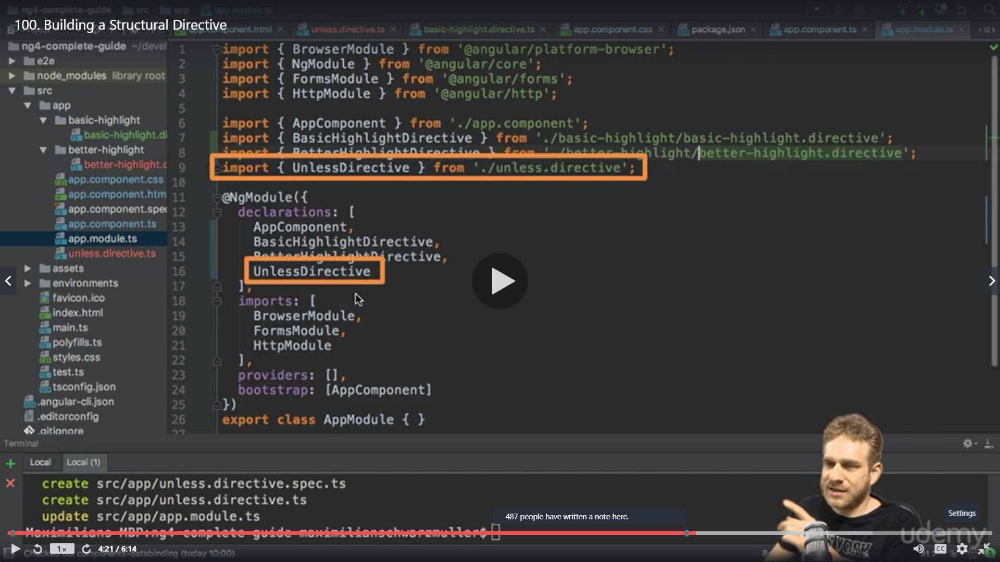 ng4-complete-guide src app app.module.ts
100. Building a Structural Directive
app.component.html unless.directive.ts basic-highlight.directive.ts app.component.css package.json app.component.ts app.module.ts
ng4-complete-guide ~/devel
e2e
node_modules library root
src
app
basic-highlight
basic-highlight.di
better-highlight
better-highlight.c
app.component.css
app.component.htm
app.component.spec
app.component.ts
app.module.ts
unless.directive.ts
assets
environments
favicon.ico
index.html
main.ts
polyfills.ts
styles.css
test.ts
tsconfig.json
.angular-cli.json
.editorconfig
.gitignore
1 import { BrowserModule } from '@angular/platform-browser';
2 import { NgModule } from '@angular/core';
3 import { FormsModule } from '@angular/forms';
4 import { HttpModule } from '@angular/http';
5
6 import { AppComponent } from './app.component';
7 import { BasicHighlightDirective } from './basic-highlight/basic-highlight.directive';
8 import { BetterHighlightDirective } from './better-highlight/better-highlight.directive';
9 import { UnlessDirective } from './unless.directive';
10
11 @NgModule({
12 declarations: [
13 AppComponent,
14 BasicHighlightDirective,
15 BetterHighlightDirective,
16 UnlessDirective
17 ],
18 imports: [
19 BrowserModule,
20 FormsModule,
21 HttpModule
22 ],
23 providers: [],
24 bootstrap: [AppComponent]
25 })
26 export class AppModule { }
27
Terminal
Local Local (1)
create src/app/unless.directive.spec.ts
create src/app/unless.directive.ts
update src/app/app.module.ts
487 people have written a note here.
Settings
Maximilians-MBP:ng4-complete-guide maximilianschwarzmuller$
udemy
1x 4:21 / 6:14
CC
components-databinding (today 10:00)
YORK